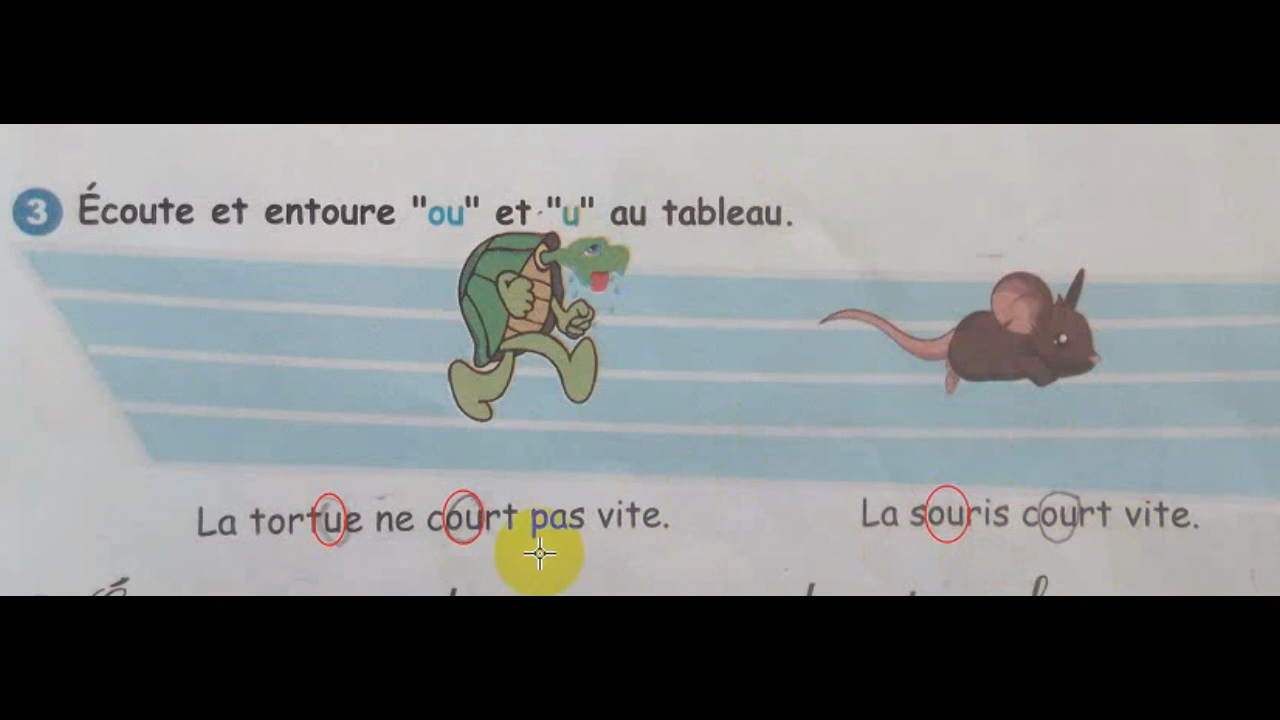 3 Écoute et entoure "ou" et "u" au tableau.
La tortue ne court pas vite.
La souris court vite.